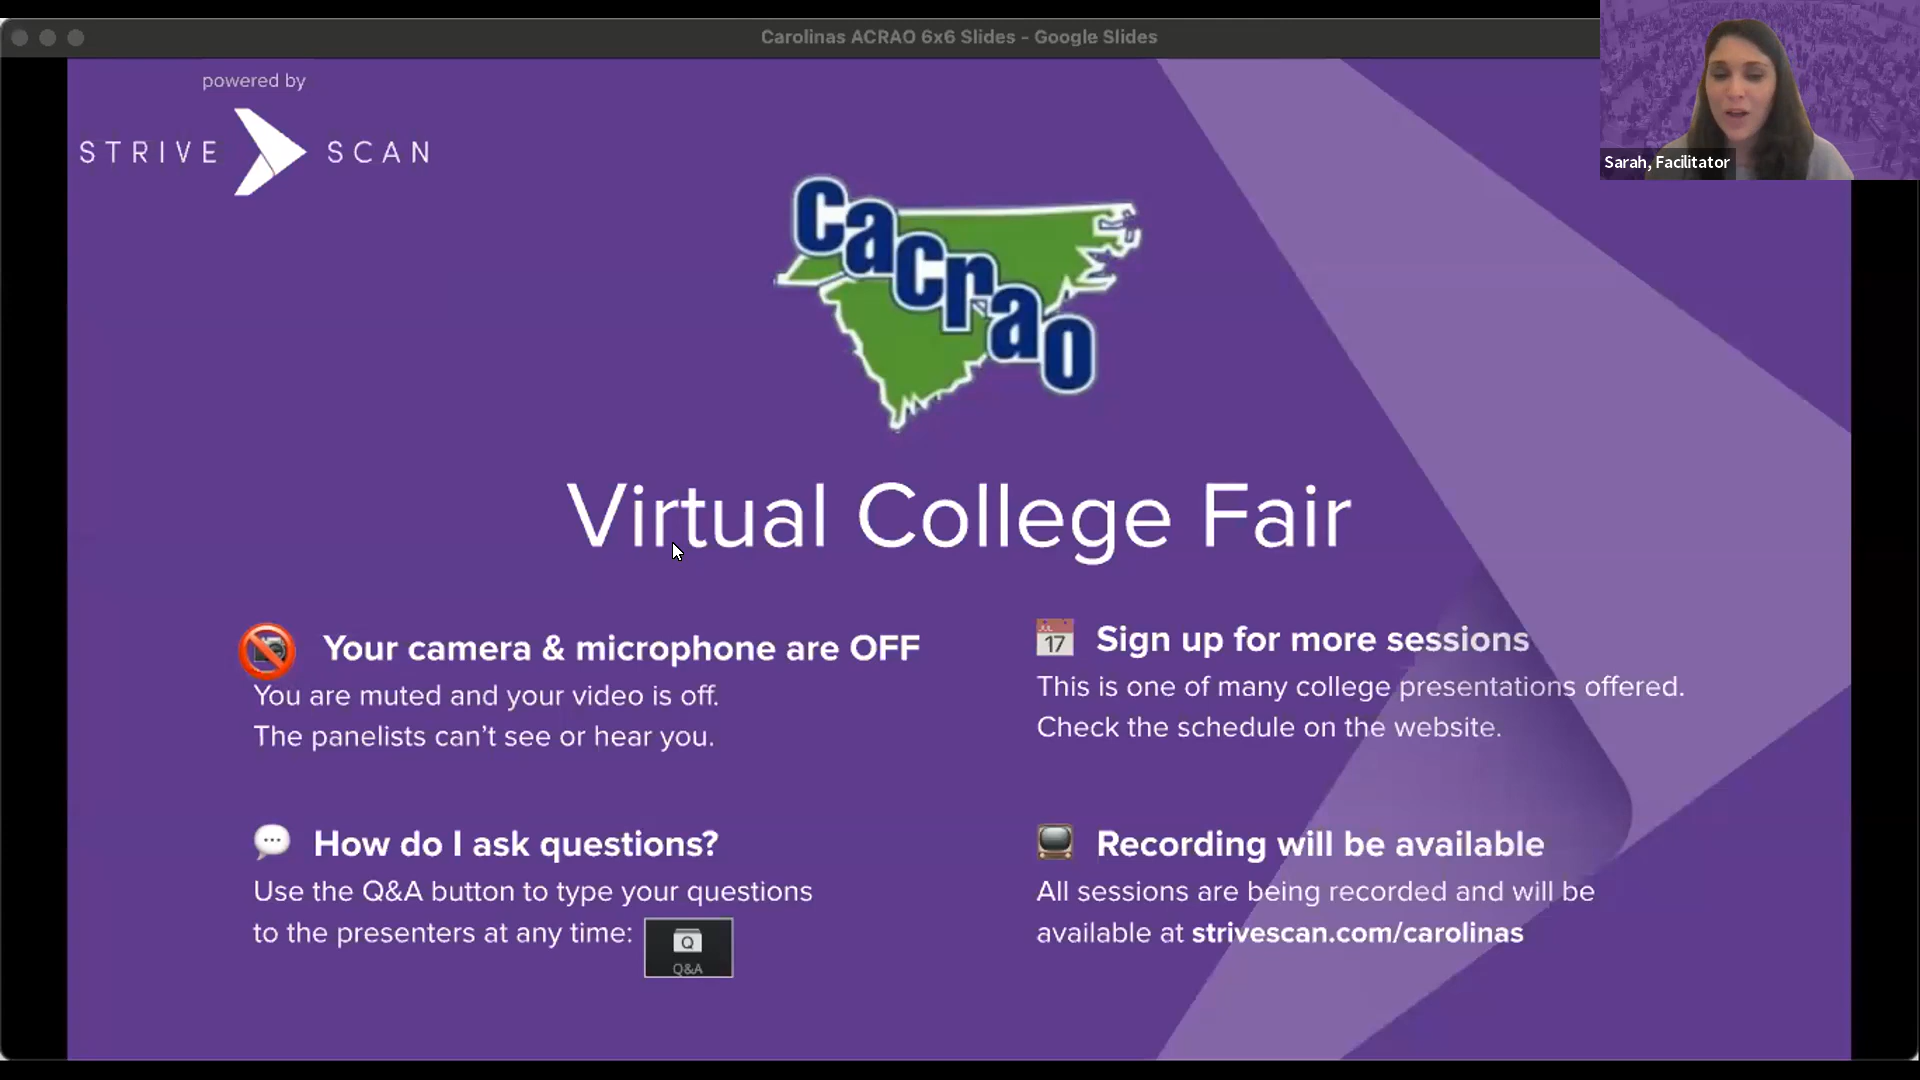 Carolinas ACRAO 6x6 Slides - Google Slides
Sarah, Facilitator
powered by
STRIVE SCAN
cacrao
Virtual College Fair
Your camera & microphone are OFF
You are muted and your video is off.
The panelists can't see or hear you.
17
Sign up for more sessions
This is one of many college presentations offered.
Check the schedule on the website.
How do I ask questions?
Use the Q&A button to type your questions
to the presenters at any time:
Q
Q&A
Recording will be available
All sessions are being recorded and will be
available at strivescan.com/carolinas